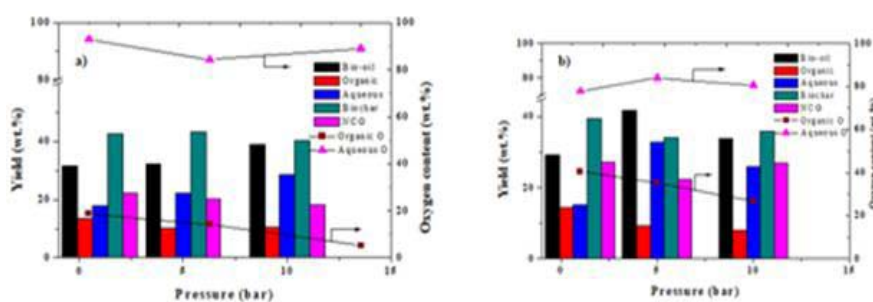 100
80
40
20
0
Yield (wt.%)
a)
Bio-oil
Organic
Aqueous
Biochar
NCG
Organic O
Aqueous O
100
80
60
40
20
0
Oxygen content (wt.%)
0
10
15
Pressure (bar)
100
80
40
20
0
Yield (wt.%)
b)
Bio-oil
Organic
Aqueous
Biochar
NCG
Organic O
Aqueous O
100
80
60
40
20
0
content (wt.%)
0
10
15
Pressure (bar)